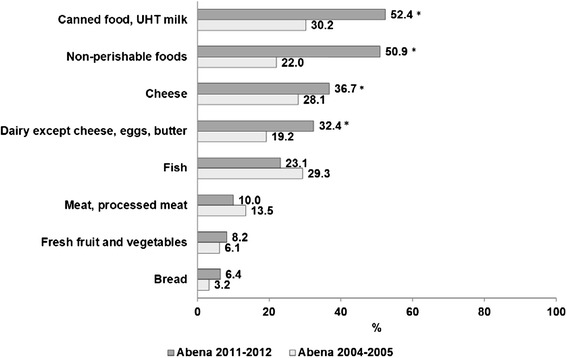 Canned food, UHT milk 52.4 *
30.2
Non-perishable foods 50.9 *
22.0
Cheese 36.7 *
28.1
Dairy except cheese, eggs, butter 32.4 *
19.2
Fish 23.1
29.3
Meat, processed meat 10.0
13.5
Fresh fruit and vegetables 8.2
6.1
Bread 6.4
3.2
0 20 40 60 80 100
%
Abena 2011-2012 Abena 2004-2005